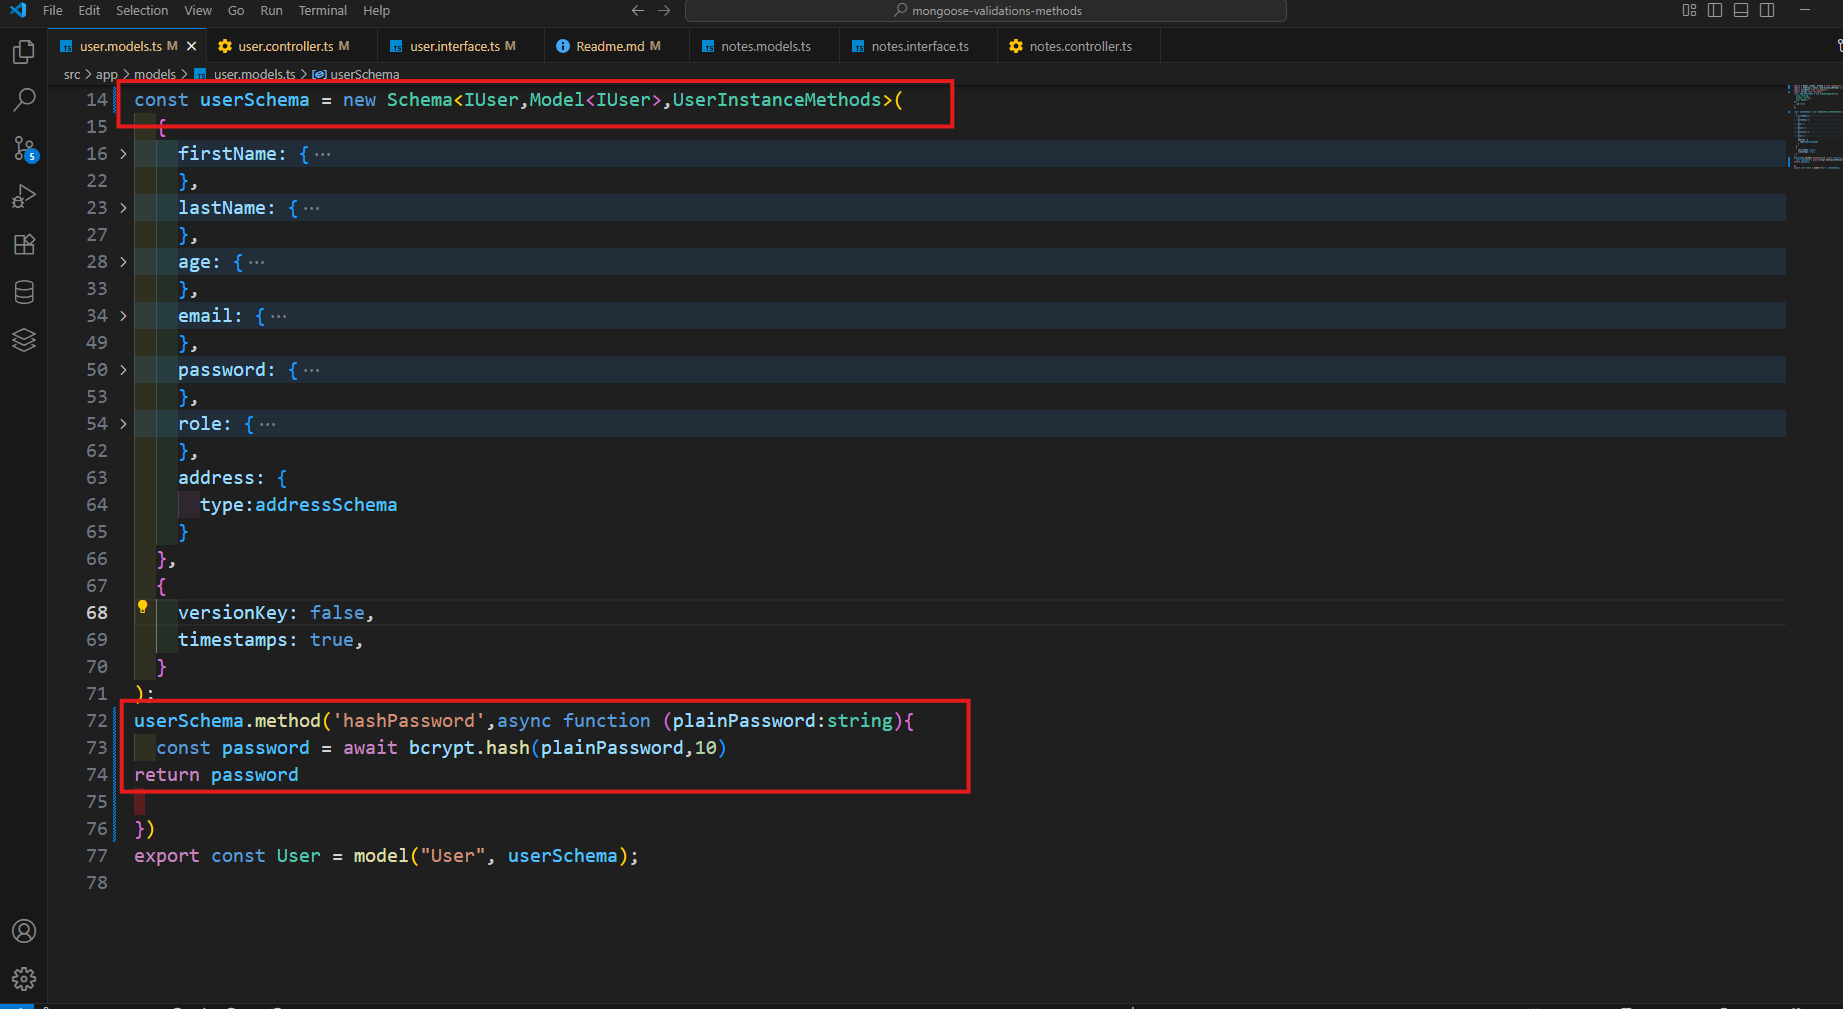 File Edit Selection View Go Run Terminal Help
mongoose-validations-methods
user.models.ts M
user.controller.ts M
user.interface.ts M
Readme.md M
notes.models.ts
notes.interface.ts
notes.controller.ts
src > app > models > user.models.ts > userSchema
5
14 const userSchema = new Schema<IUser,Model<IUser>,UserInstanceMethods>(
15 {
16 firstName: { ···
22 },
23 lastName: { ···
27 },
28 age: { ···
33 },
34 email: { ···
49 },
50 password: { ···
53 },
54 role: { ···
62 },
63 address: {
64 type:addressSchema
65 }
66 },
67 {
68 versionKey: false,
69 timestamps: true,
70 }
71 );
72 userSchema.method('hashPassword',async function (plainPassword:string){
73 const password = await bcrypt.hash(plainPassword,10)
74 return password
75
76 })
77 export const User = model("User", userSchema);
78